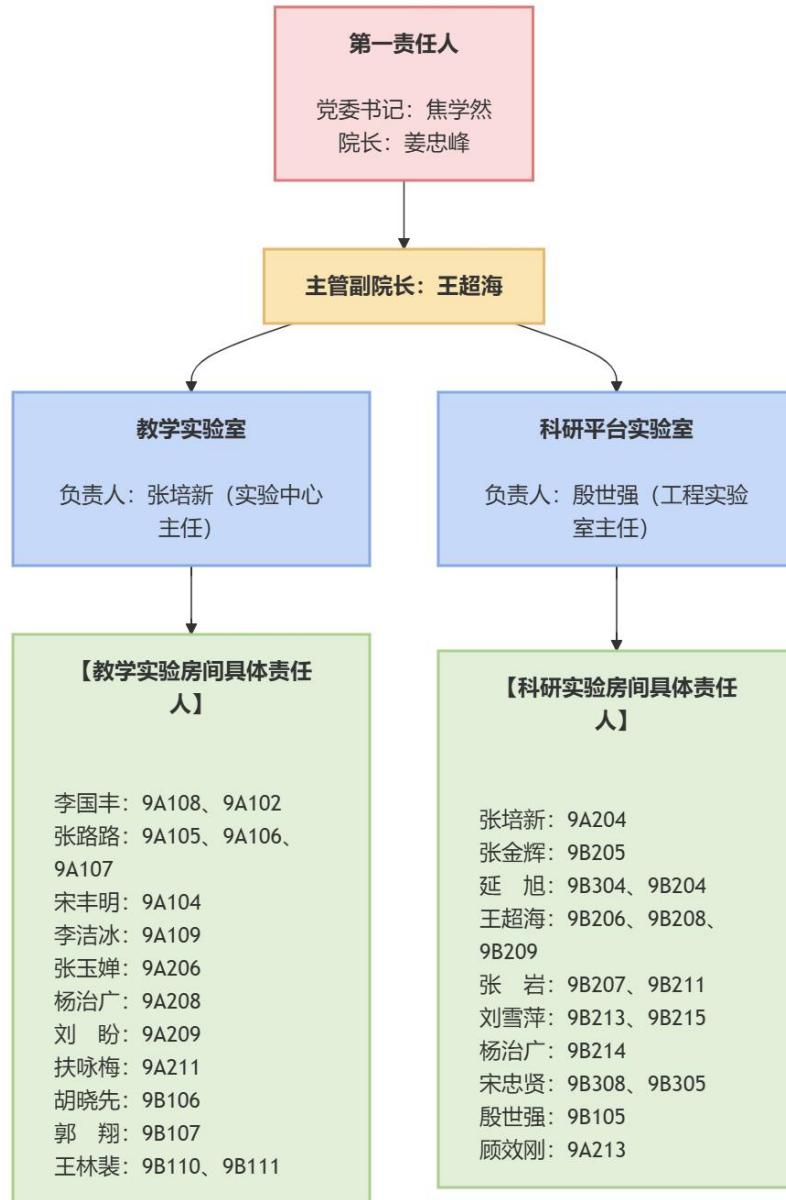 第一责任人
党委书记：焦学然
院长：姜忠峰
主管副院长：王超海
教学实验室
负责人：张培新（实验中心
主任）
科研平台实验室
负责人：殷世强（工程实验
室主任）
【教学实验房间具体责任
人】
李国丰：9A108、9A102
张路路：9A105、9A106、
9A107
宋丰明：9A104
李洁冰：9A109
张玉婵：9A206
杨治广：9A208
刘　盼：9A209
扶咏梅：9A211
胡晓先：9B106
郭　翔：9B107
王林裴：9B110、9B111
【科研实验房间具体责任
人】
张培新：9A204
张金辉：9B205
延　旭：9B304、9B204
王超海：9B206、9B208、
9B209
张　岩：9B207、9B211
刘雪萍：9B213、9B215
杨治广：9B214
宋忠贤：9B308、9B305
殷世强：9B105
顾效刚：9A213